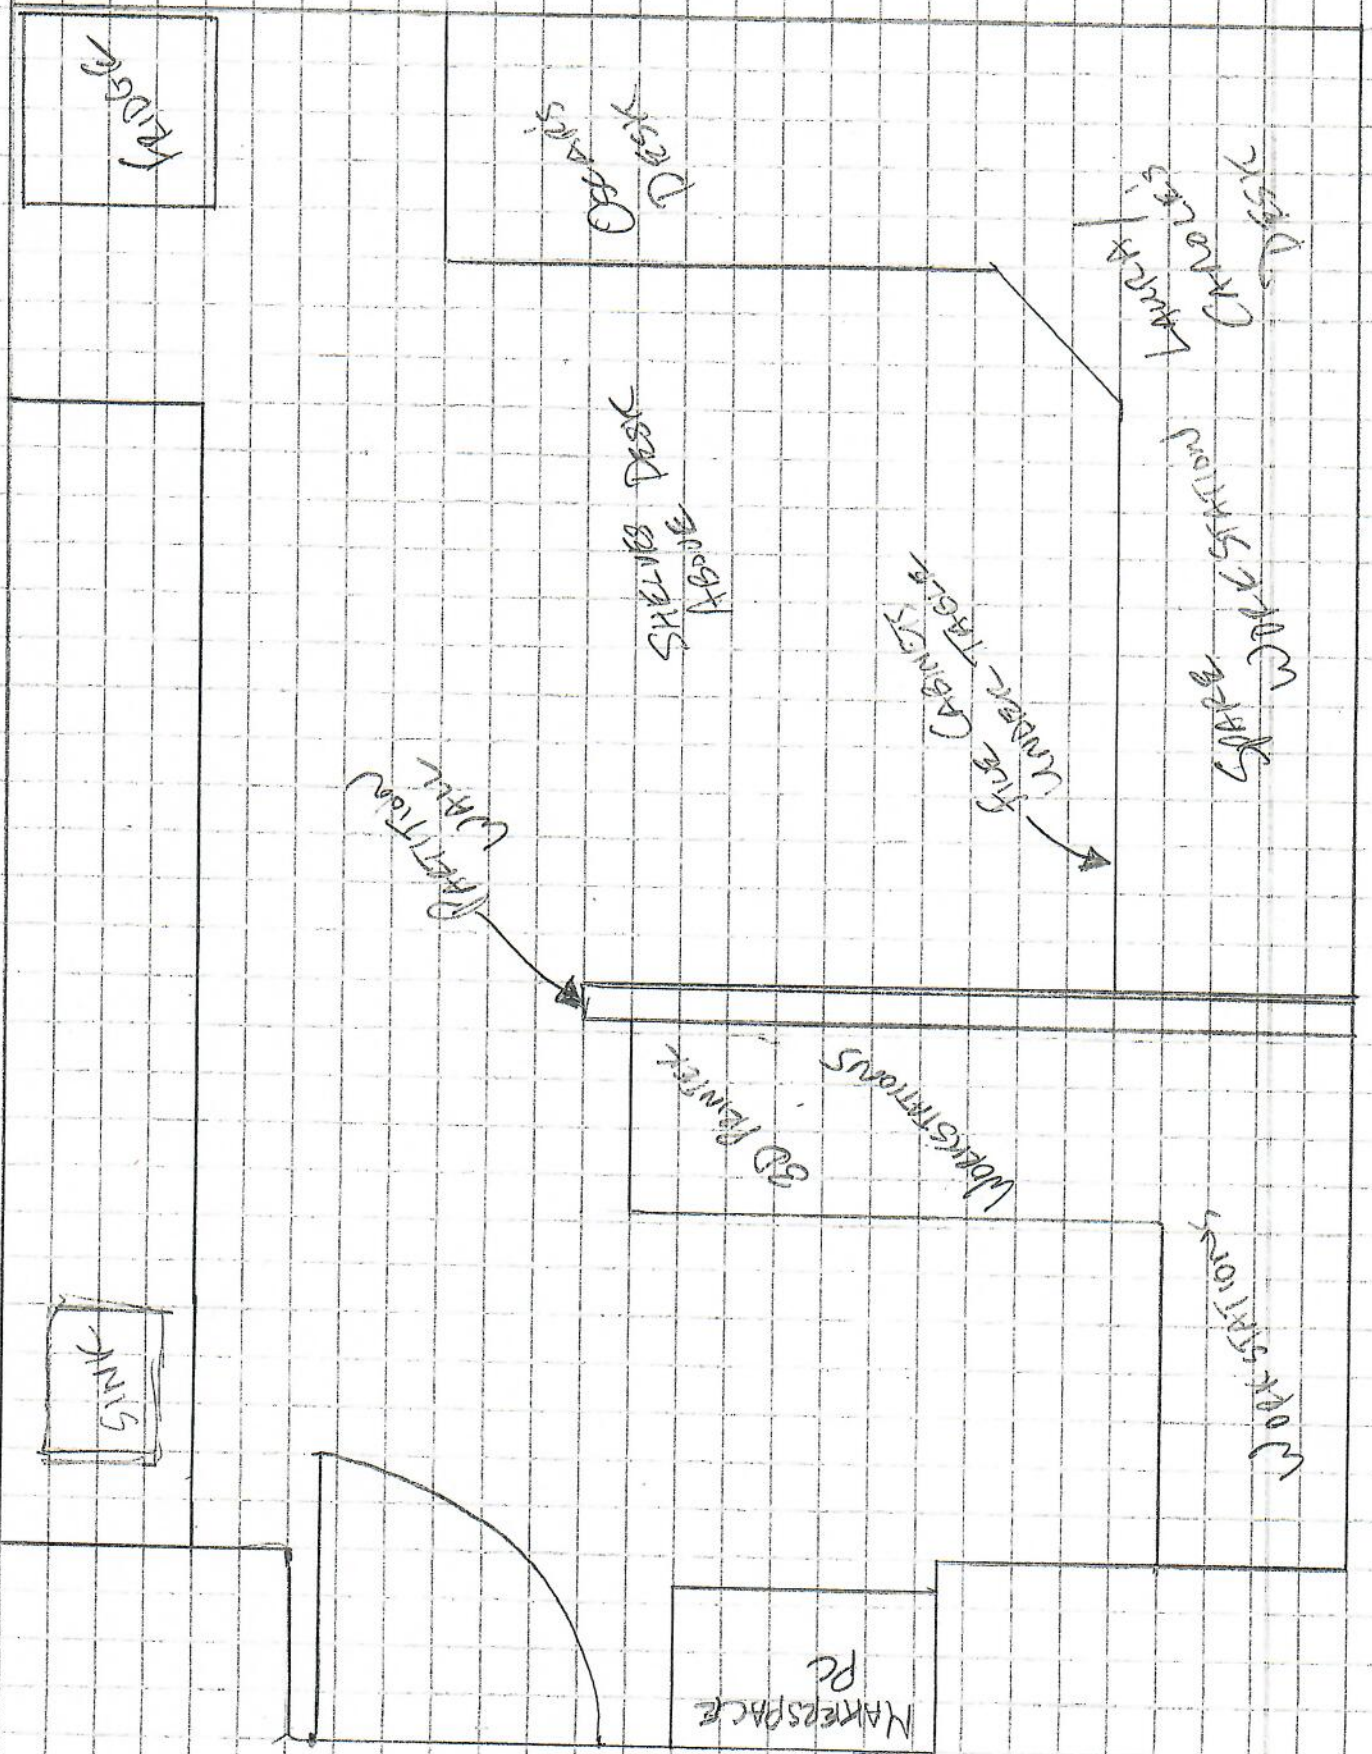 FRIDGE
OSCAR'S
DESK
LAURA /
CAROLE'S
DESK
SHELVES DESK
ABOVE
FILE CABINETS
UNDER TABLE
SPARE WORKSTATION
PARTITION
WALL
3D PRINTER
WORKSTATIONS
WORKSTATIONS
SINK
MAKERSPACE
PC